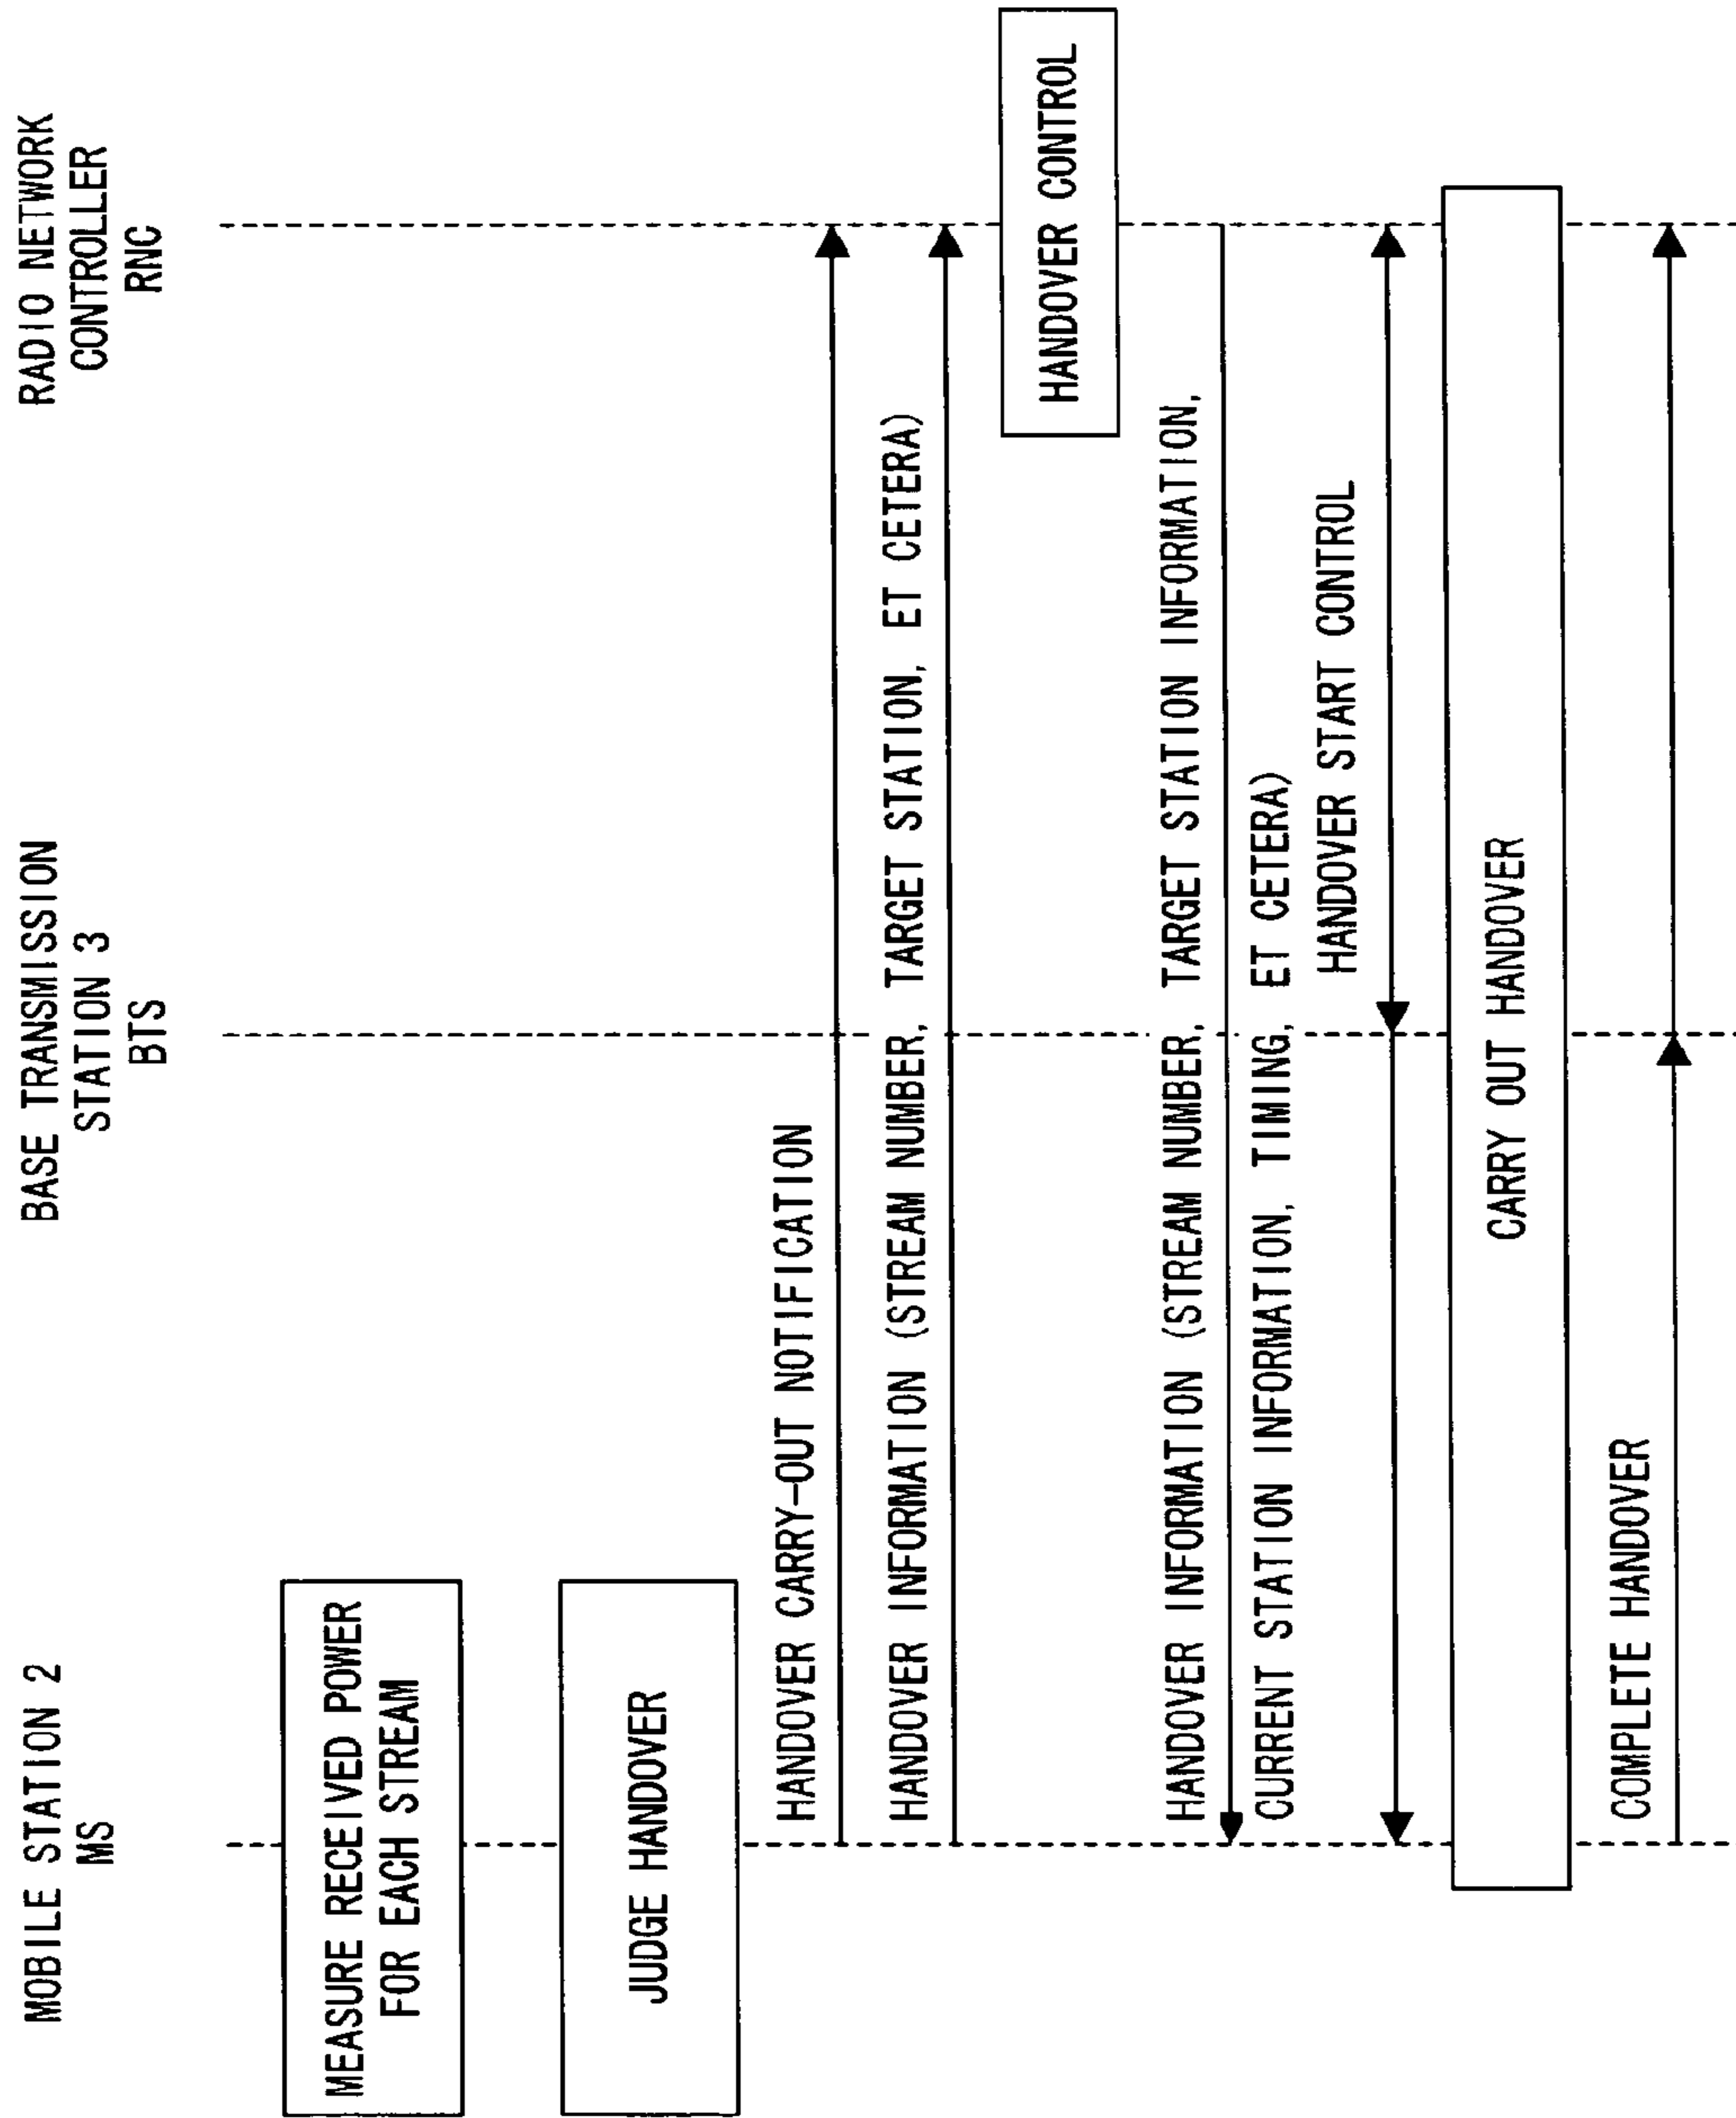 MOBILE STATION 2
MS
BASE TRANSMISSION
STATION 3
BTS
RADIO NETWORK
CONTROLLER
RNC
MEASURE RECEIVED POWER
FOR EACH STREAM
JUDGE HANDOVER
HANDOVER CARRY-OUT NOTIFICATION
HANDOVER INFORMATION (STREAM NUMBER, TARGET STATION, ET CETERA)
HANDOVER CONTROL
HANDOVER INFORMATION (STREAM NUMBER, TARGET STATION INFORMATION,
CURRENT STATION INFORMATION, TIMING, ET CETERA)
HANDOVER START CONTROL
CARRY OUT HANDOVER
COMPLETE HANDOVER